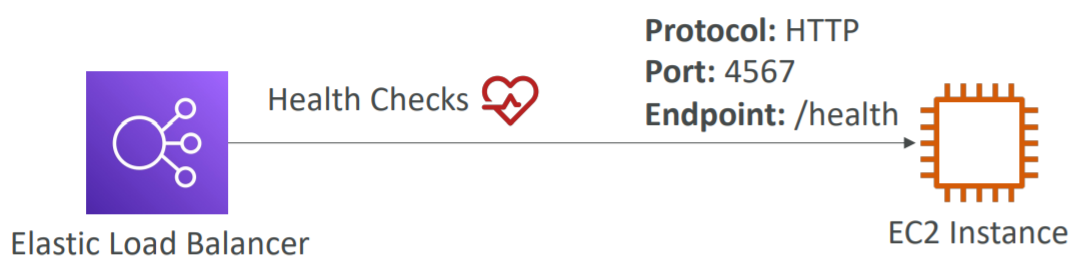 Protocol: HTTP
Port: 4567
Endpoint: /health
Health Checks
Elastic Load Balancer
EC2 Instance